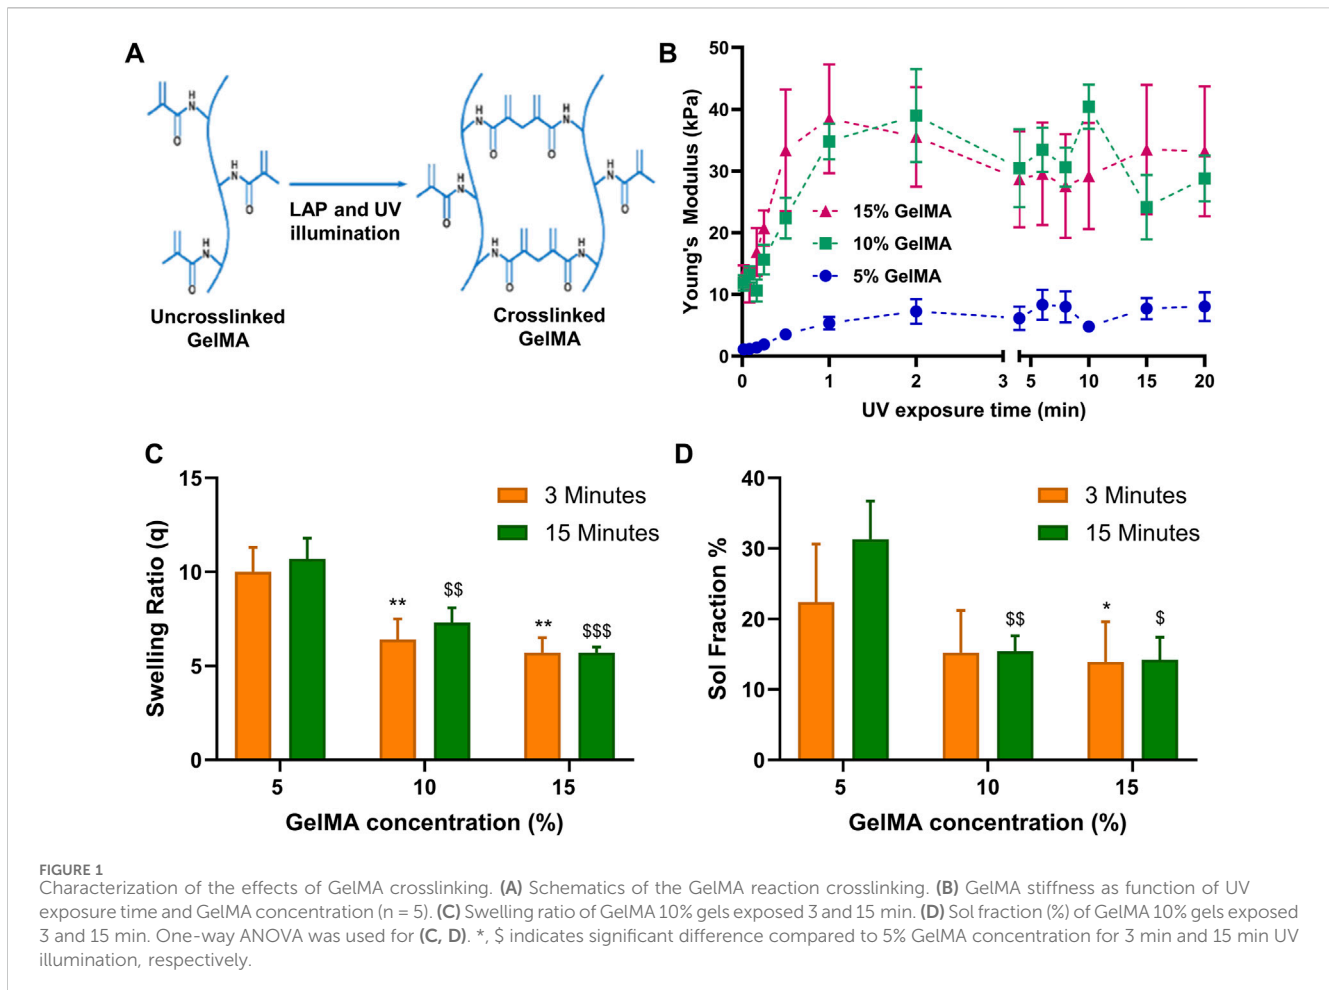 A
H
N
O
H
N
O
H
N
O
Uncrosslinked
GelMA
LAP and UV
illumination
H
N
O
O
H
N
H
N
O
H
N
O
H
N
O
O
H
N
Crosslinked
GelMA
B
Young's Modulus (kPa)
50
40
30
20
10
0
15% GelMA
10% GelMA
5% GelMA
0 1 2 3 5 10 15 20
UV exposure time (min)
C
Swelling Ratio (q)
15
10
5
0
3 Minutes
15 Minutes
** $$ ** $$$
5 10 15
GelMA concentration (%)
D
Sol Fraction %
40
30
20
10
0
3 Minutes
15 Minutes
$$ * $
5 10 15
GelMA concentration (%)
FIGURE 1
Characterization of the effects of GelMA crosslinking. (A) Schematics of the GelMA reaction crosslinking. (B) GelMA stiffness as function of UV
exposure time and GelMA concentration (n = 5). (C) Swelling ratio of GelMA 10% gels exposed 3 and 15 min. (D) Sol fraction (%) of GelMA 10% gels exposed
3 and 15 min. One-way ANOVA was used for (C, D). *, $ indicates significant difference compared to 5% GelMA concentration for 3 min and 15 min UV
illumination, respectively.